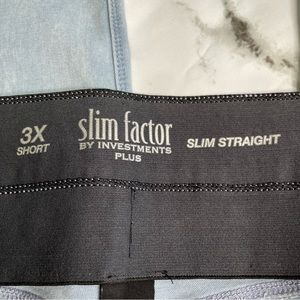 3X
SHORT
slim factor
BY INVESTMENTS
PLUS
SLIM STRAIGHT